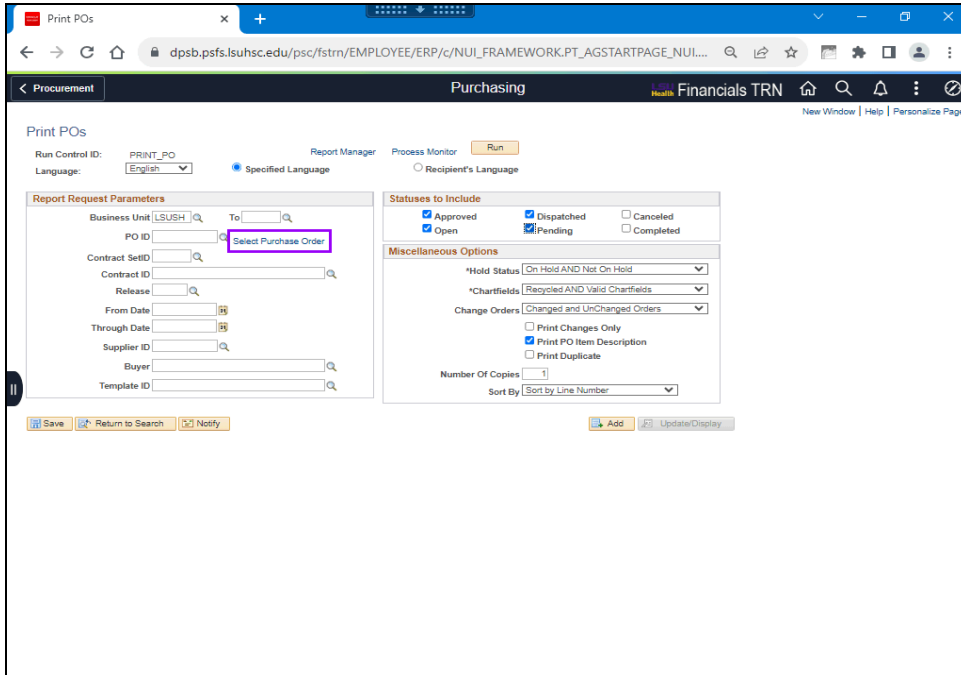 Print POs
dpsb.psfs.lsuhsc.edu/psc/fstrn/EMPLOYEE/ERP/c/NUI_FRAMEWORK.PT_AGSTARTPAGE_NUI....
Procurement
Purchasing
Health Financials TRN
New Window | Help | Personalize Page
Print POs
Run Control ID: PRINT_PO Report Manager Process Monitor Run
Language: English Specified Language Recipient's Language
Report Request Parameters
Business Unit LSUSH To
PO ID Select Purchase Order
Contract SetID
Contract ID
Release
From Date
Through Date
Supplier ID
Buyer
Template ID
Statuses to Include
Approved Dispatched Canceled
Open Pending Completed
Miscellaneous Options
*Hold Status On Hold AND Not On Hold
*Chartfields Recycled AND Valid Chartfields
Change Orders Changed and UnChanged Orders
Print Changes Only
Print PO Item Description
Print Duplicate
Number Of Copies 1
Sort By Sort by Line Number
Save Return to Search Notify Add Update/Display